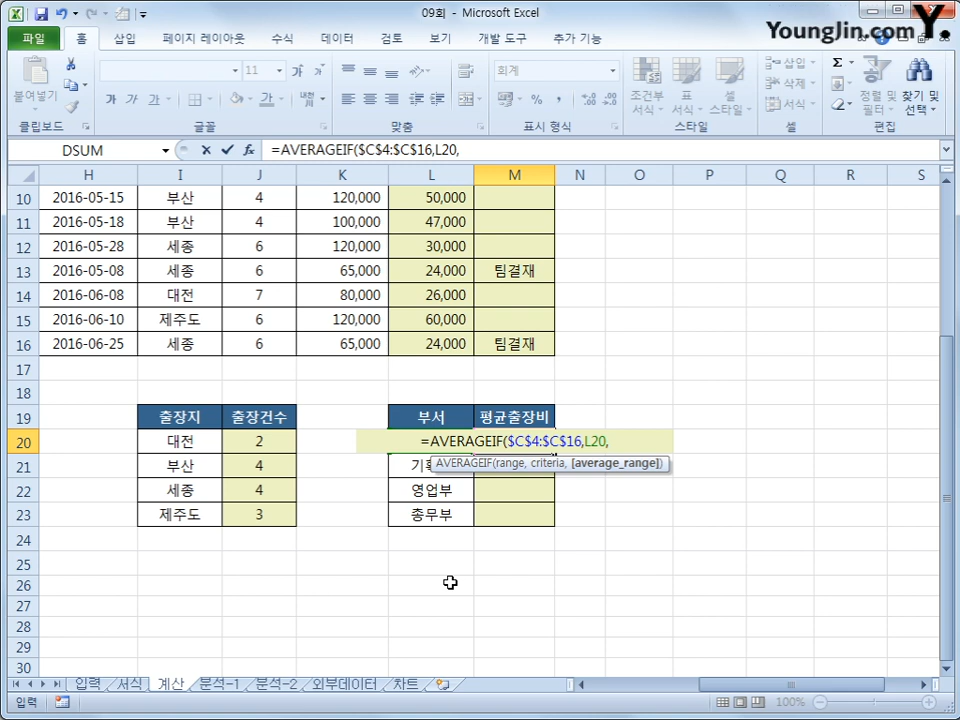 09회 - Microsoft Excel
YoungJin.com Y.
파일 홈 삽입 페이지 레이아웃 수식 데이터 검토 보기 개발 도구 추가 기능
붙여넣기 11 가 가 가 회계 % , 조건부 서식 표 서식 셀 스타일 삽입 삭제 서식 Σ 정렬 및 필터 찾기 및 선택
클립보드 글꼴 맞춤 표시 형식 스타일 셀 편집
DSUM fx =AVERAGEIF($C$4:$C$16,L20,
H I J K L M N O P Q R S
10 2016-05-15 부산 4 120,000 50,000
11 2016-05-18 부산 4 100,000 47,000
12 2016-05-28 세종 6 120,000 30,000
13 2016-05-08 세종 6 65,000 24,000 팀결재
14 2016-06-08 대전 7 80,000 26,000
15 2016-06-10 제주도 6 120,000 60,000
16 2016-06-25 세종 6 65,000 24,000 팀결재
17
18
19 출장지 출장건수 부서 평균출장비
20 대전 2 =AVERAGEIF($C$4:$C$16,L20,
AVERAGEIF(range, criteria, [average_range])
21 부산 4
22 세종 4 영업부
23 제주도 3 총무부
24
25
26
27
28
29
30
입력 서식 계산 분석-1 분석-2 외부데이터 차트
입력 100%